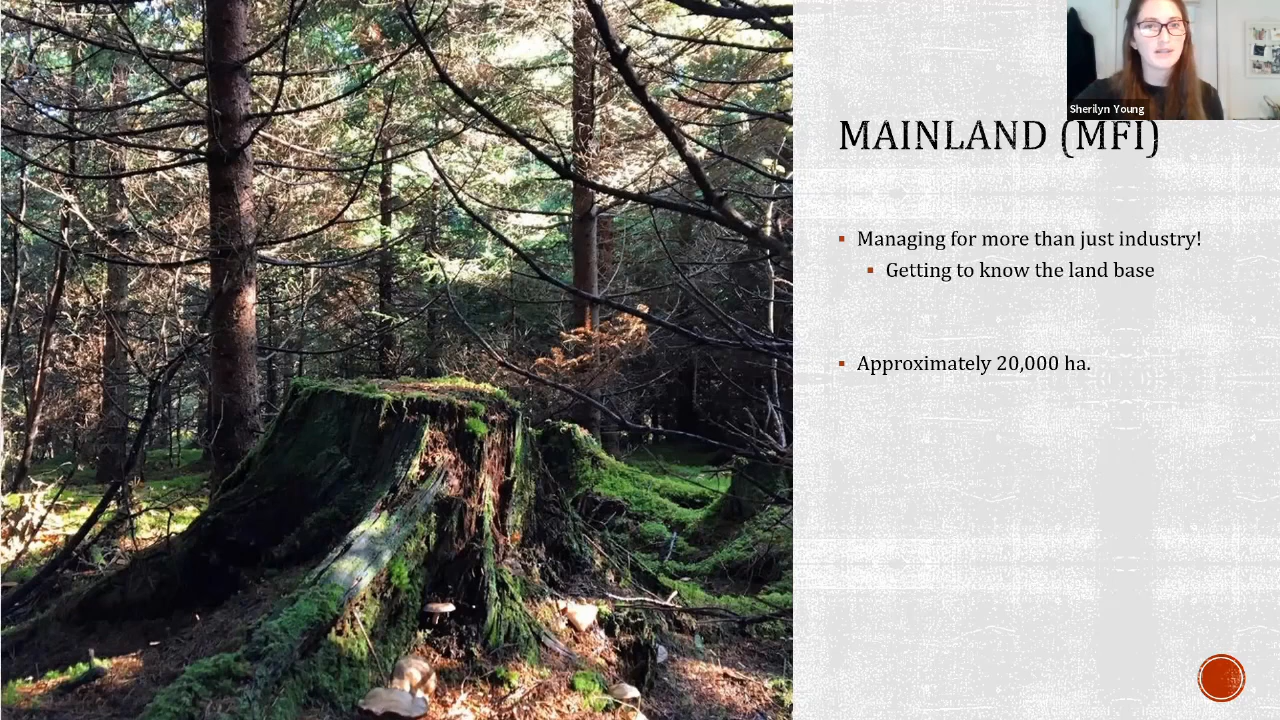 Sherilyn Young
MAINLAND (MFI)
Managing for more than just industry!
Getting to know the land base
Approximately 20,000 ha.